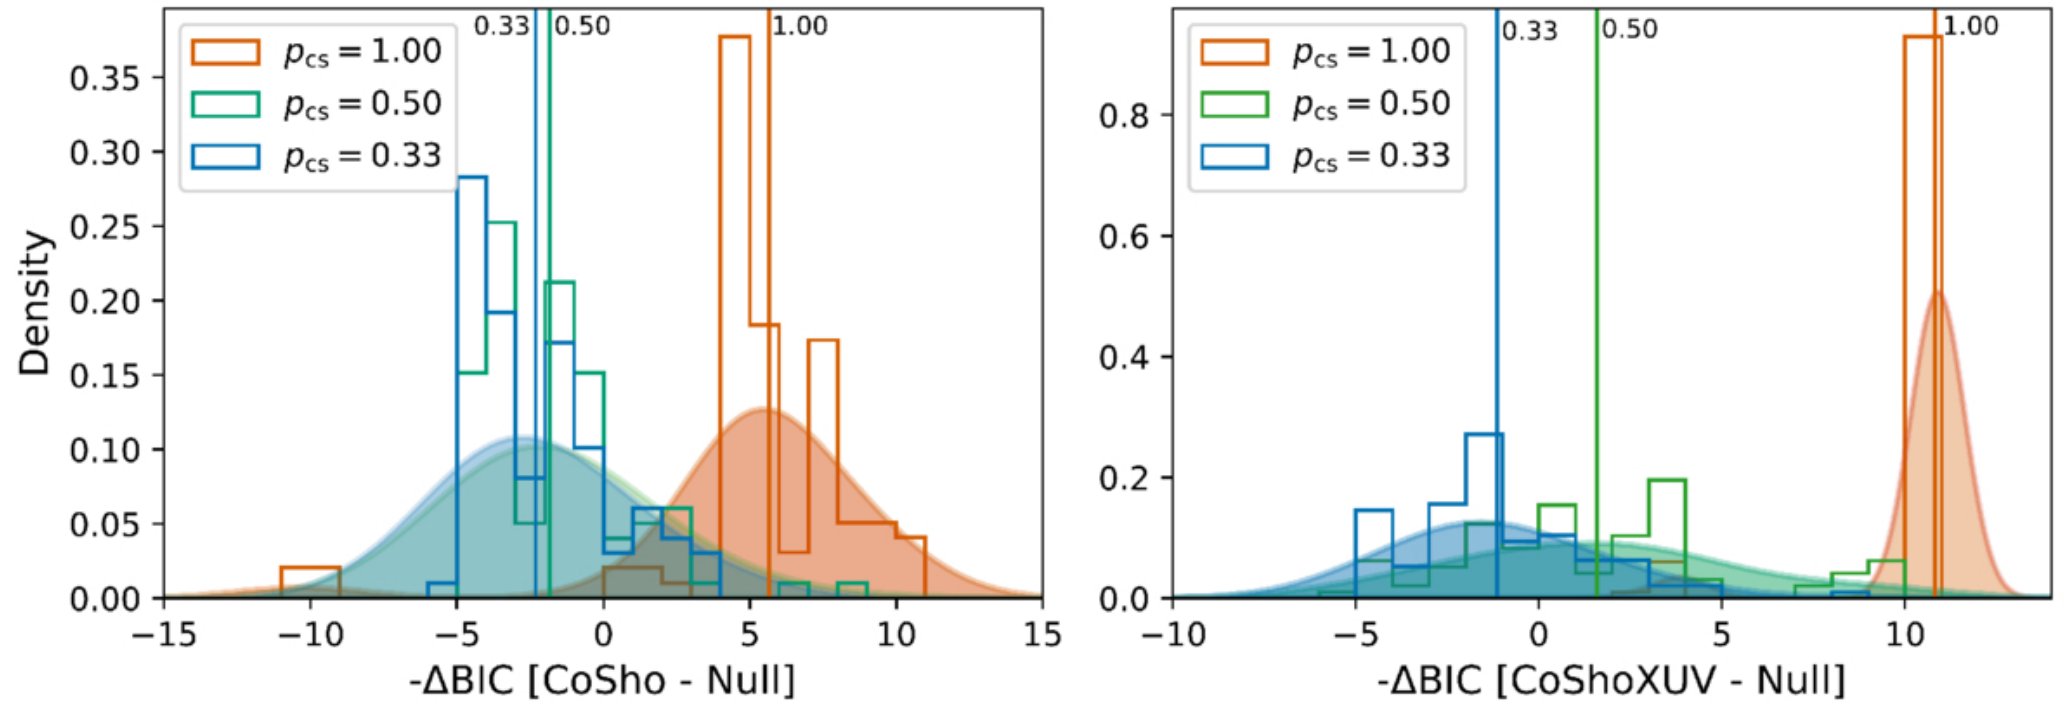 0.33 0.50 1.00
p_cs = 1.00
p_cs = 0.50
p_cs = 0.33
0.35
0.30
0.25
0.20
0.15
0.10
0.05
0.00
Density
−15 −10 −5 0 5 10 15
-ΔBIC [CoSho - Null]
0.33 0.50 1.00
p_cs = 1.00
p_cs = 0.50
p_cs = 0.33
0.8
0.6
0.4
0.2
0.0
−10 −5 0 5 10
-ΔBIC [CoShoXUV - Null]